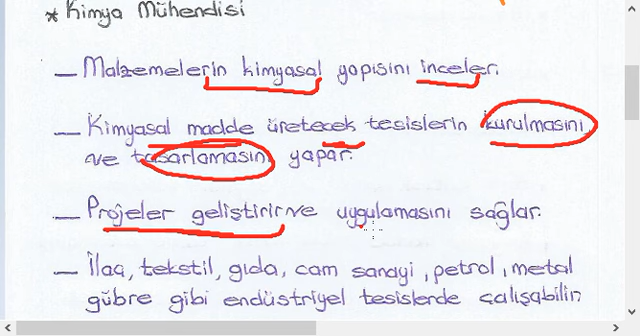 * Kimya Mühendisi
— Malzemelerin kimyasal yapısını inceler.
— Kimyasal madde üretecek tesislerin kurulmasını
ve tasarlamasını yapar.
— Projeler geliştirir ve uygulamasını sağlar.
— İlaç, tekstil, gıda, cam sanayi, petrol, metal
gübre gibi endüstriyel tesislerde çalışabilir